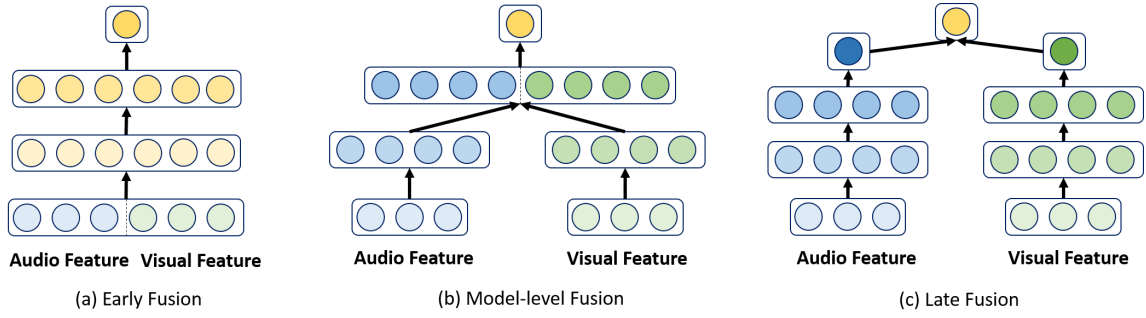 Audio Feature Visual Feature
(a) Early Fusion
Audio Feature Visual Feature
(b) Model-level Fusion
Audio Feature Visual Feature
(c) Late Fusion